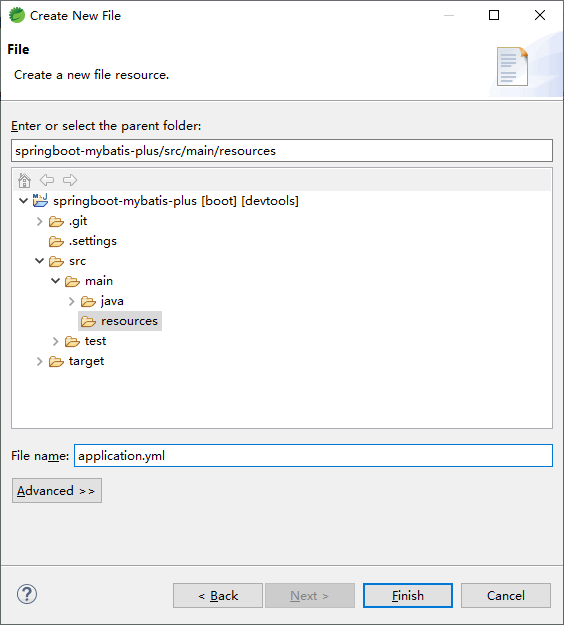 Create New File
File
Create a new file resource.
Enter or select the parent folder:
springboot-mybatis-plus/src/main/resources
springboot-mybatis-plus [boot] [devtools]
.git
.settings
src
main
java
resources
test
target
File name: application.yml
Advanced >>
< Back Next > Finish Cancel